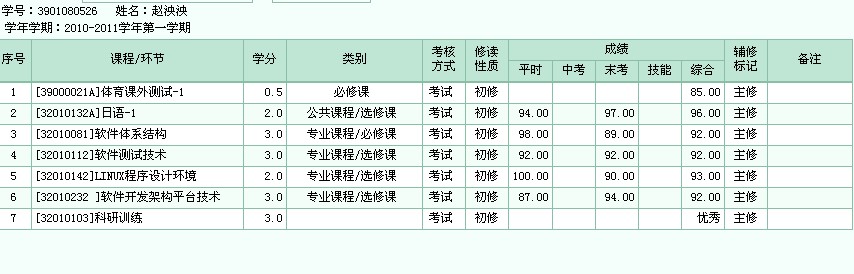 学号：3901080526 姓名：赵泱泱
学年学期：2010-2011学年第一学期
序号 课程/环节 学分 类别 考核方式 修读性质 成绩 辅修标记 备注
平时 中考 末考 技能 综合
1 [39000021A]体育课外测试-1 0.5 必修课 考试 初修 85.00 主修
2 [32010132A]日语-1 2.0 公共课程/选修课 考试 初修 94.00 97.00 96.00 主修
3 [32010081]软件体系结构 3.0 专业课程/必修课 考试 初修 98.00 89.00 92.00 主修
4 [32010112]软件测试技术 3.0 专业课程/选修课 考试 初修 92.00 92.00 92.00 主修
5 [32010142]LINUX程序设计环境 2.0 专业课程/选修课 考试 初修 100.00 90.00 93.00 主修
6 [32010232 ]软件开发架构平台技术 3.0 专业课程/选修课 考试 初修 87.00 94.00 92.00 主修
7 [32010103]科研训练 3.0 考试 初修 优秀 主修